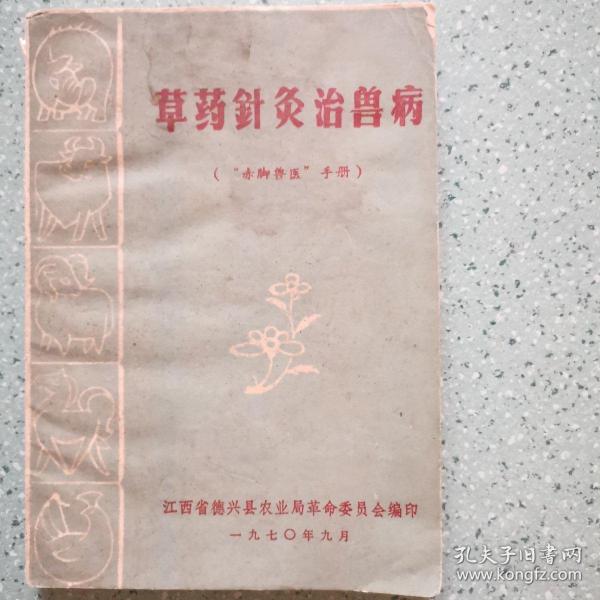 草药針灸治兽病
（“赤脚兽医”手册）
江西省德兴县农业局革命委员会编印
一九七〇年九月
孔夫子旧书网
www.kongfz.com